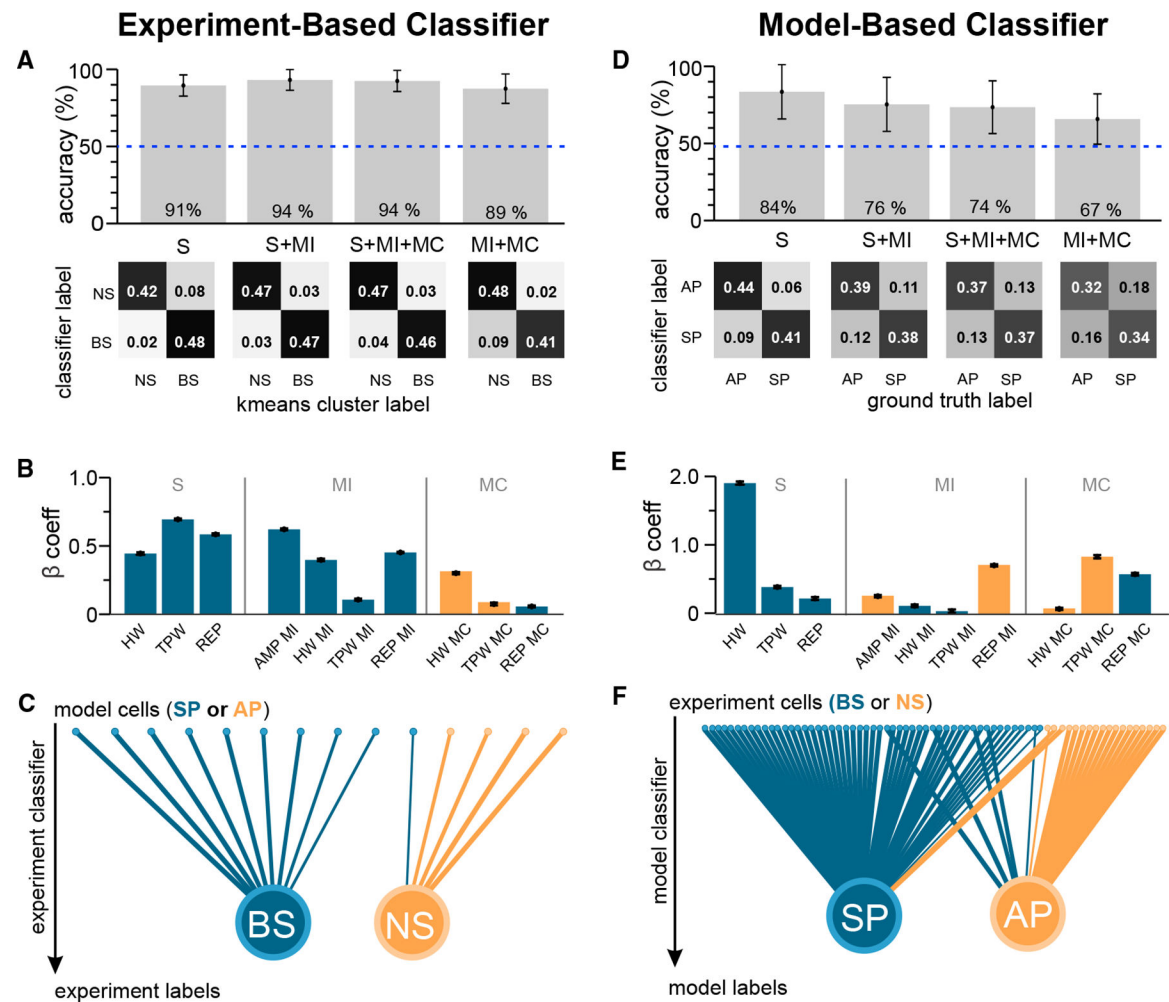 Experiment-Based Classifier
A
accuracy (%)
100
50
0
91%
94 %
94 %
89 %
S
S+MI
S+MI+MC
MI+MC
classifier label
NS
BS
0.42 0.08
0.02 0.48
0.47 0.03
0.03 0.47
0.47 0.03
0.04 0.46
0.48 0.02
0.09 0.41
NS BS
NS BS
NS BS
NS BS
kmeans cluster label
B
β coeff
1.0
0.5
0
S
MI
MC
HW
TPW
REP
AMP MI
HW MI
TPW MI
REP MI
HW MC
TPW MC
REP MC
C
model cells (SP or AP)
experiment classifier
BS
NS
experiment labels
Model-Based Classifier
D
accuracy (%)
100
50
0
84%
76 %
74 %
67 %
S
S+MI
S+MI+MC
MI+MC
classifier label
AP
SP
0.44 0.06
0.09 0.41
0.39 0.11
0.12 0.38
0.37 0.13
0.13 0.37
0.32 0.18
0.16 0.34
AP SP
AP SP
AP SP
AP SP
ground truth label
E
β coeff
2.0
1.0
0
S
MI
MC
HW
TPW
REP
AMP MI
HW MI
TPW MI
REP MI
HW MC
TPW MC
REP MC
F
experiment cells (BS or NS)
model classifier
SP
AP
model labels